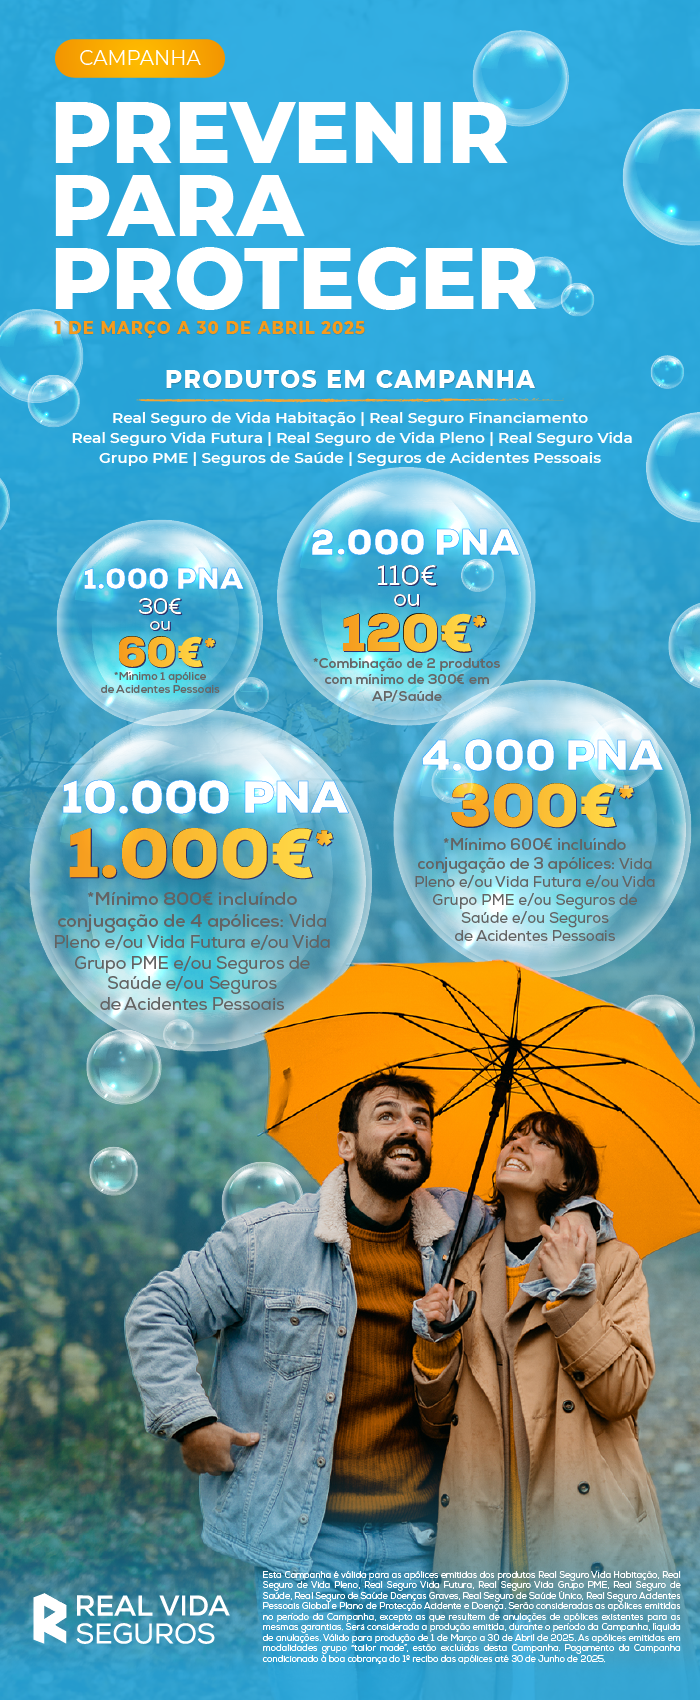 CAMPANHA
PREVENIR
PARA
PROTEGER
1 DE MARÇO A 30 DE ABRIL 2025
PRODUTOS EM CAMPANHA
Real Seguro de Vida Habitação | Real Seguro Financiamento
Real Seguro Vida Futura | Real Seguro de Vida Pleno | Real Seguro Vida
Grupo PME | Seguros de Saúde | Seguros de Acidentes Pessoais
1.000 PNA
30€
ou
60€*
*Minimo 1 apólice
de Acidentes Pessoais
2.000 PNA
110€
ou
120€*
*Combinação de 2 produtos
com mínimo de 300€ em
AP/Saúde
10.000 PNA
1.000€*
*Mínimo 800€ incluíndo
conjugação de 4 apólices: Vida
Pleno e/ou Vida Futura e/ou Vida
Grupo PME e/ou Seguros de
Saúde e/ou Seguros
de Acidentes Pessoais
4.000 PNA
300€*
*Minimo 600€ incluindo
conjugação de 3 apólices: Vida
Pleno e/ou Vida Futura e/ou Vida
Grupo PME e/ou Seguros de
Saúde e/ou Seguros
de Acidentes Pessoais
REAL VIDA
SEGUROS
Esta Campanha é válida para as apólices emitidas dos produtos Real Seguro Vida Habitação, Real
Seguro de Vida Pleno, Real Seguro Vida Futura, Real Seguro Vida Grupo PME, Real Seguro de
Saúde, Real Seguro de Saúde Doenças Graves, Real Seguro de Saúde Único, Real Seguro Acidentes
Pessoais Global e Plano de Protecção Acidente e Doença. Serão consideradas as apólices emitidas
no período da Campanha, excepto as que resultem de anulações de apólices existentes para as
mesmas garantias. Será considerada a produção emitida, durante o período da Campanha, líquida
de anulações. Válido para produção de 1 de Março a 30 de Abril de 2025. As apólices emitidas em
modalidades grupo "tailor made", estão excluídas desta Campanha. Pagamento da Campanha
condicionado à boa cobrança do 1º recibo das apólices até 30 de Junho de 2025.